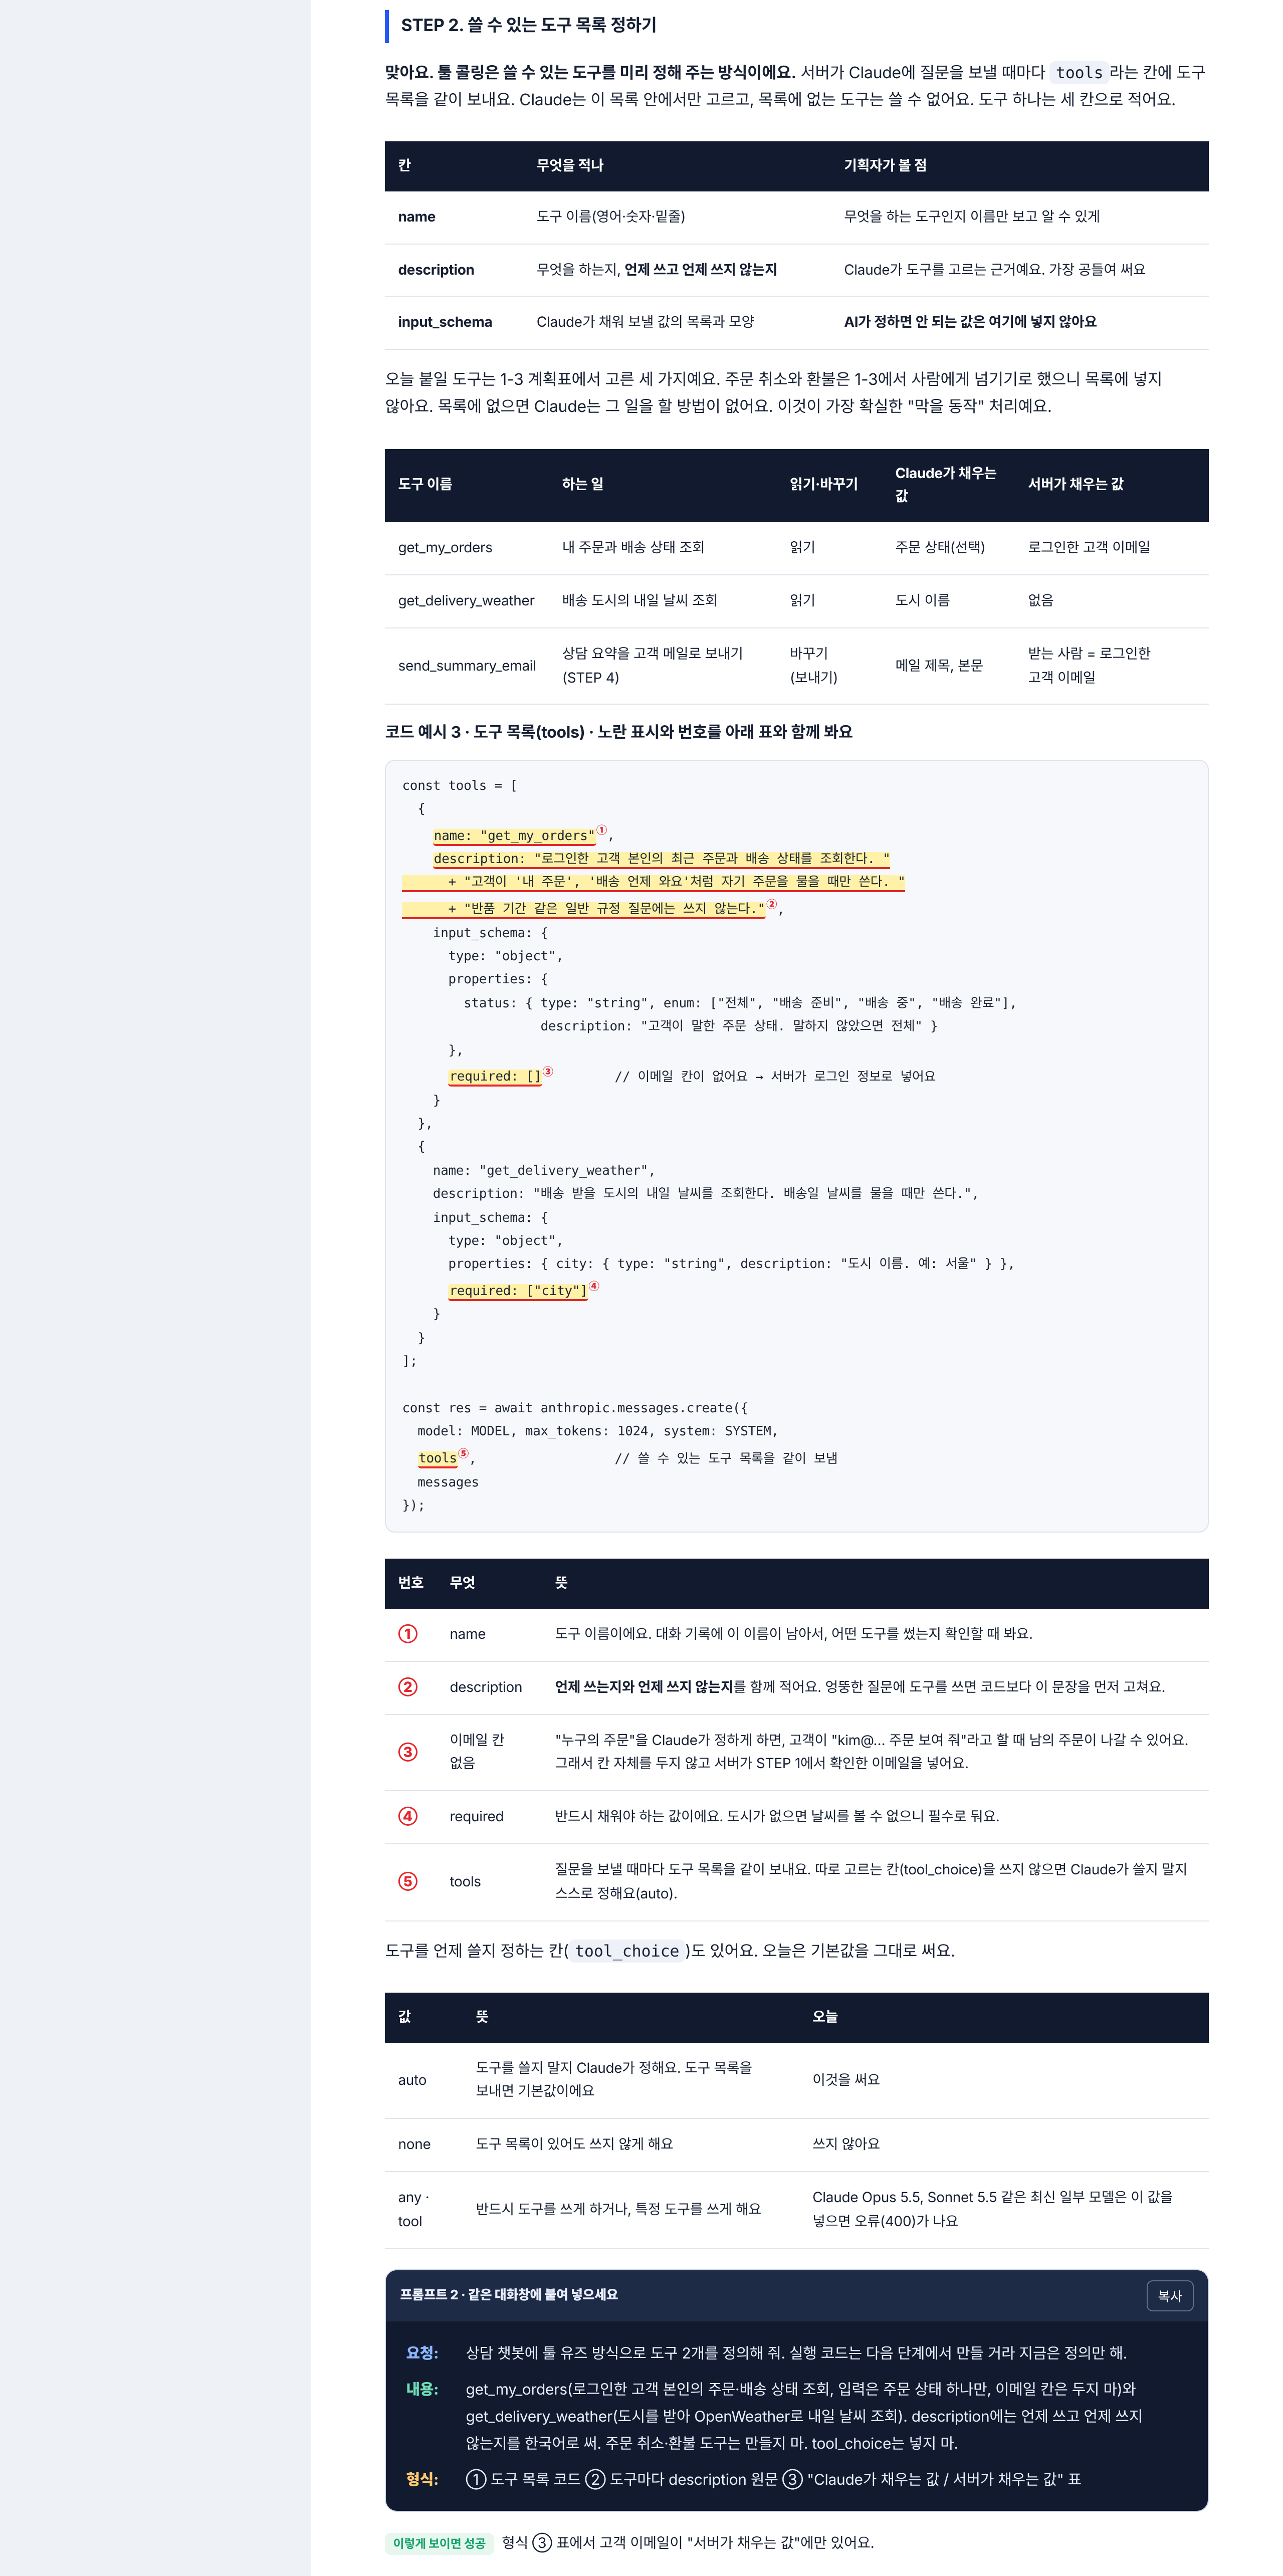 STEP 2. 쓸 수 있는 도구 목록 정하기
맞아요. 툴 콜링은 쓸 수 있는 도구를 미리 정해 주는 방식이에요. 서버가 Claude에 질문을 보낼 때마다 tools라는 칸에 도구
목록을 같이 보내요. Claude는 이 목록 안에서만 고르고, 목록에 없는 도구는 쓸 수 없어요. 도구 하나는 세 칸으로 적어요.
칸 무엇을 적나 기획자가 볼 점
name 도구 이름(영어·숫자·밑줄) 무엇을 하는 도구인지 이름만 보고 알 수 있게
description 무엇을 하는지, 언제 쓰고 언제 쓰지 않는지 Claude가 도구를 고르는 근거예요. 가장 공들여 써요
input_schema Claude가 채워 보낼 값의 목록과 모양 AI가 정하면 안 되는 값은 여기에 넣지 않아요
오늘 붙일 도구는 1-3 계획표에서 고른 세 가지예요. 주문 취소와 환불은 1-3에서 사람에게 넘기기로 했으니 목록에 넣지
않아요. 목록에 없으면 Claude는 그 일을 할 방법이 없어요. 이것이 가장 확실한 "막을 동작" 처리예요.
도구 이름 하는 일 읽기·바꾸기 Claude가 채우는
값 서버가 채우는 값
get_my_orders 내 주문과 배송 상태 조회 읽기 주문 상태(선택) 로그인한 고객 이메일
get_delivery_weather 배송 도시의 내일 날씨 조회 읽기 도시 이름 없음
send_summary_email 상담 요약을 고객 메일로 보내기
(STEP 4) 바꾸기
(보내기) 메일 제목, 본문 받는 사람 = 로그인한
고객 이메일
코드 예시 3 · 도구 목록(tools) · 노란 표시와 번호를 아래 표와 함께 봐요
const tools = [
{
name: "get_my_orders"①,
description: "로그인한 고객 본인의 최근 주문과 배송 상태를 조회한다. "
+ "고객이 '내 주문', '배송 언제 와요'처럼 자기 주문을 물을 때만 쓴다. "
+ "반품 기간 같은 일반 규정 질문에는 쓰지 않는다."②,
input_schema: {
type: "object",
properties: {
status: { type: "string", enum: ["전체", "배송 준비", "배송 중", "배송 완료"],
description: "고객이 말한 주문 상태. 말하지 않았으면 전체" }
},
required: []③ // 이메일 칸이 없어요 → 서버가 로그인 정보로 넣어요
}
},
{
name: "get_delivery_weather",
description: "배송 받을 도시의 내일 날씨를 조회한다. 배송일 날씨를 물을 때만 쓴다.",
input_schema: {
type: "object",
properties: { city: { type: "string", description: "도시 이름. 예: 서울" } },
required: ["city"]④
}
}
];
const res = await anthropic.messages.create({
model: MODEL, max_tokens: 1024, system: SYSTEM,
tools⑤, // 쓸 수 있는 도구 목록을 같이 보냄
messages
});
번호 무엇 뜻
① name 도구 이름이에요. 대화 기록에 이 이름이 남아서, 어떤 도구를 썼는지 확인할 때 봐요.
② description 언제 쓰는지와 언제 쓰지 않는지를 함께 적어요. 엉뚱한 질문에 도구를 쓰면 코드보다 이 문장을 먼저 고쳐요.
③ 이메일 칸
없음 "누구의 주문"을 Claude가 정하게 하면, 고객이 "kim@... 주문 보여 줘"라고 할 때 남의 주문이 나갈 수 있어요.
그래서 칸 자체를 두지 않고 서버가 STEP 1에서 확인한 이메일을 넣어요.
④ required 반드시 채워야 하는 값이에요. 도시가 없으면 날씨를 볼 수 없으니 필수로 둬요.
⑤ tools 질문을 보낼 때마다 도구 목록을 같이 보내요. 따로 고르는 칸(tool_choice)을 쓰지 않으면 Claude가 쓸지 말지
스스로 정해요(auto).
도구를 언제 쓸지 정하는 칸(tool_choice)도 있어요. 오늘은 기본값을 그대로 써요.
값 뜻 오늘
auto 도구를 쓸지 말지 Claude가 정해요. 도구 목록을
보내면 기본값이에요 이것을 써요
none 도구 목록이 있어도 쓰지 않게 해요 쓰지 않아요
any ·
tool 반드시 도구를 쓰게 하거나, 특정 도구를 쓰게 해요 Claude Opus 5.5, Sonnet 5.5 같은 최신 일부 모델은 이 값을
넣으면 오류(400)가 나요
프롬프트 2 · 같은 대화창에 붙여 넣으세요 복사
요청: 상담 챗봇에 툴 유즈 방식으로 도구 2개를 정의해 줘. 실행 코드는 다음 단계에서 만들 거라 지금은 정의만 해.
내용: get_my_orders(로그인한 고객 본인의 주문·배송 상태 조회, 입력은 주문 상태 하나만, 이메일 칸은 두지 마)와
get_delivery_weather(도시를 받아 OpenWeather로 내일 날씨 조회). description에는 언제 쓰고 언제 쓰지
않는지를 한국어로 써. 주문 취소·환불 도구는 만들지 마. tool_choice는 넣지 마.
형식: ① 도구 목록 코드 ② 도구마다 description 원문 ③ "Claude가 채우는 값 / 서버가 채우는 값" 표
이렇게 보이면 성공 형식 ③ 표에서 고객 이메일이 "서버가 채우는 값"에만 있어요.